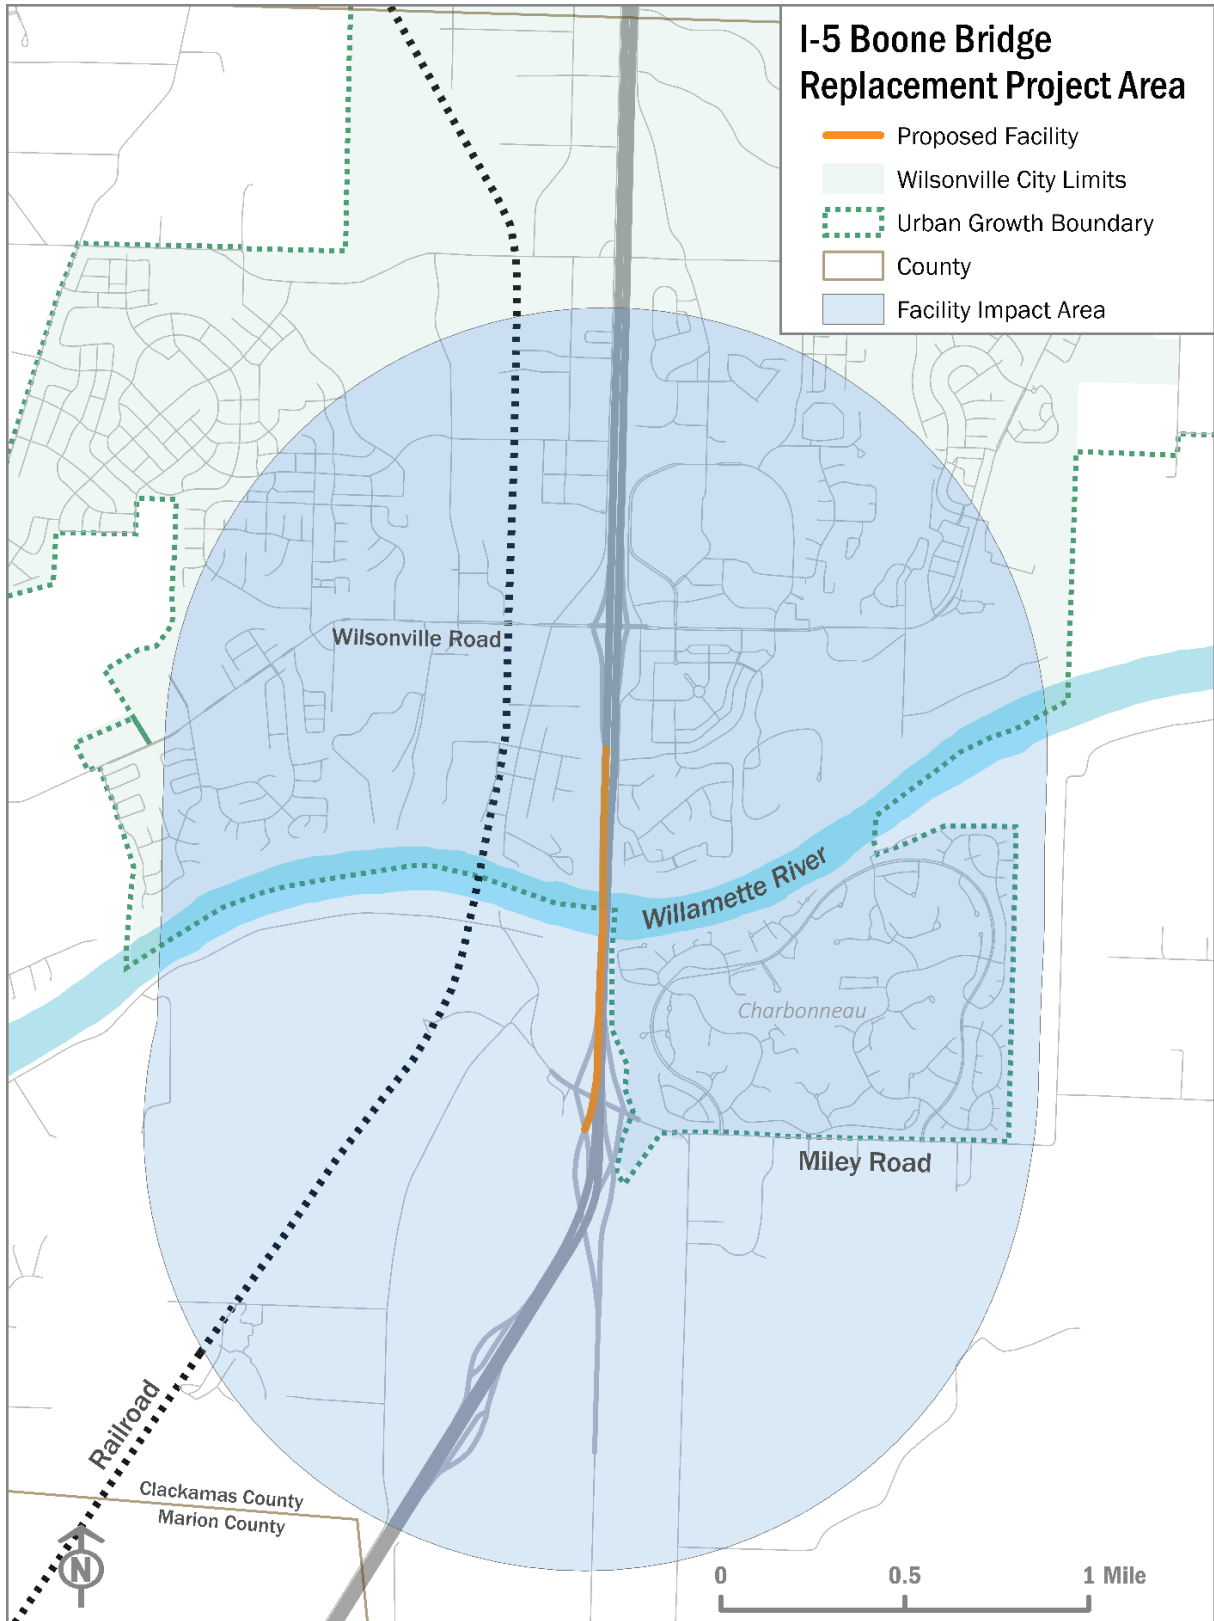 I-5 Boone Bridge
Replacement Project Area
Proposed Facility
Wilsonville City Limits
Urban Growth Boundary
County
Facility Impact Area
Wilsonville Road
Willamette River
Charbonneau
Miley Road
Railroad
Clackamas County
Marion County
N
0 0.5 1 Mile